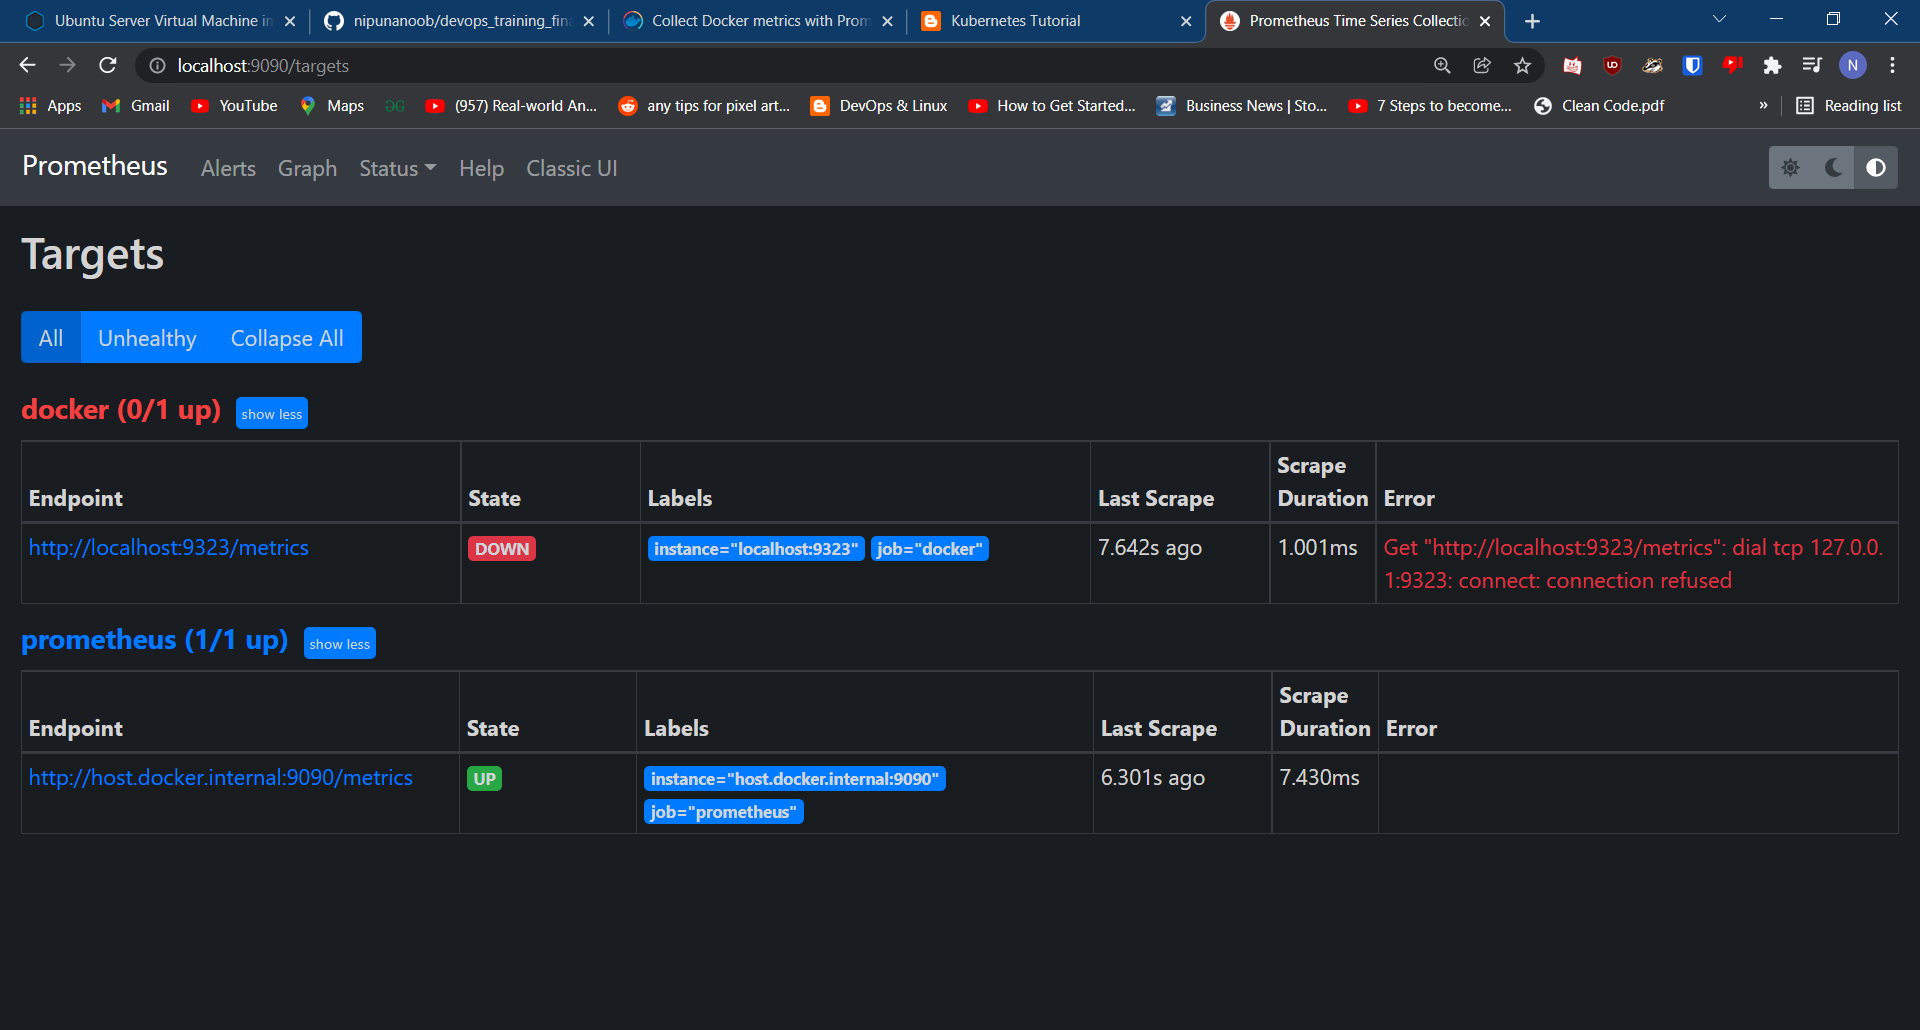 Ubuntu Server Virtual Machine in
nipunanoob/devops_training_fin
Collect Docker metrics with Prom
Kubernetes Tutorial
Prometheus Time Series Collectio
localhost:9090/targets
N
Apps
Gmail
YouTube
Maps
(957) Real-world An...
any tips for pixel art...
DevOps & Linux
How to Get Started...
Business News | Sto...
7 Steps to become...
Clean Code.pdf
»
Reading list
Prometheus
Alerts
Graph
Status
Help
Classic UI
Targets
All
Unhealthy
Collapse All
docker (0/1 up)
show less
Endpoint
State
Labels
Last Scrape
Scrape
Duration
Error
http://localhost:9323/metrics
DOWN
instance="localhost:9323"
job="docker"
7.642s ago
1.001ms
Get "http://localhost:9323/metrics": dial tcp 127.0.0.
1:9323: connect: connection refused
prometheus (1/1 up)
show less
Endpoint
State
Labels
Last Scrape
Scrape
Duration
Error
http://host.docker.internal:9090/metrics
UP
instance="host.docker.internal:9090"
job="prometheus"
6.301s ago
7.430ms